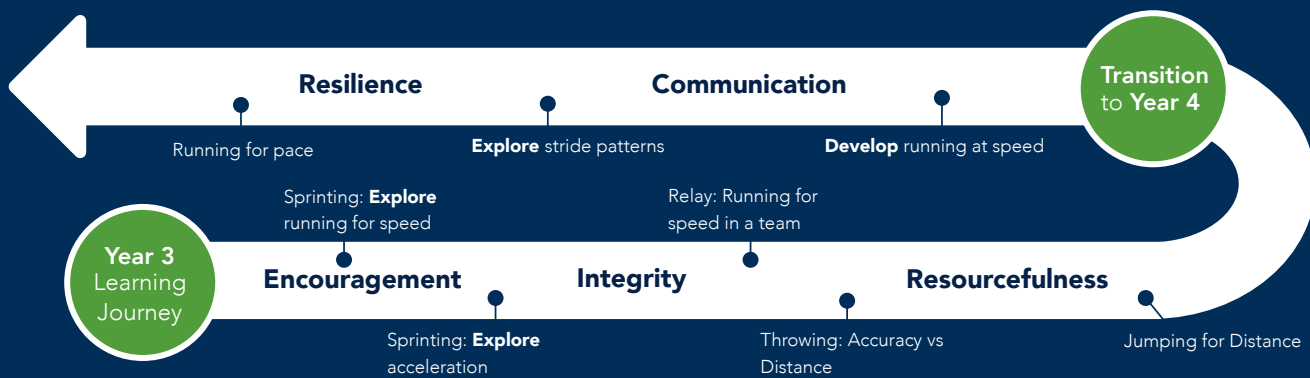 Resilience
Communication
Transition
to Year 4
Running for pace
Explore stride patterns
Develop running at speed
Sprinting: Explore
running for speed
Relay: Running for
speed in a team
Year 3
Learning
Journey
Encouragement
Integrity
Resourcefulness
Sprinting: Explore
acceleration
Throwing: Accuracy vs
Distance
Jumping for Distance